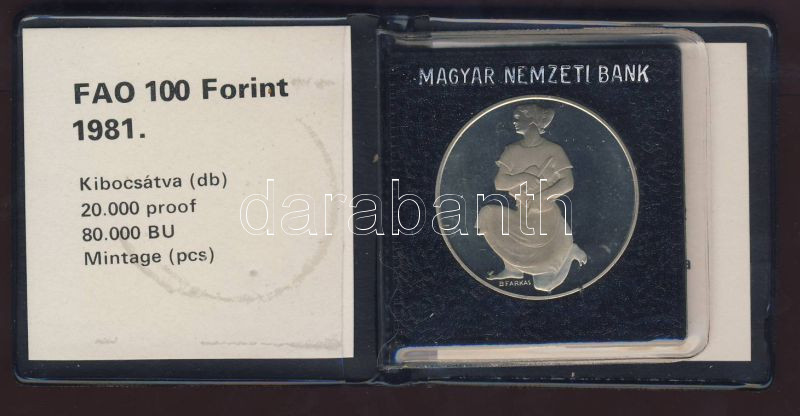 FAO 100 Forint
1981.
Kibocsátva (db)
20.000 proof
80.000 BU
Mintage (pcs)
MAGYAR NEMZETI BANK
B.FARKAS
darabanth